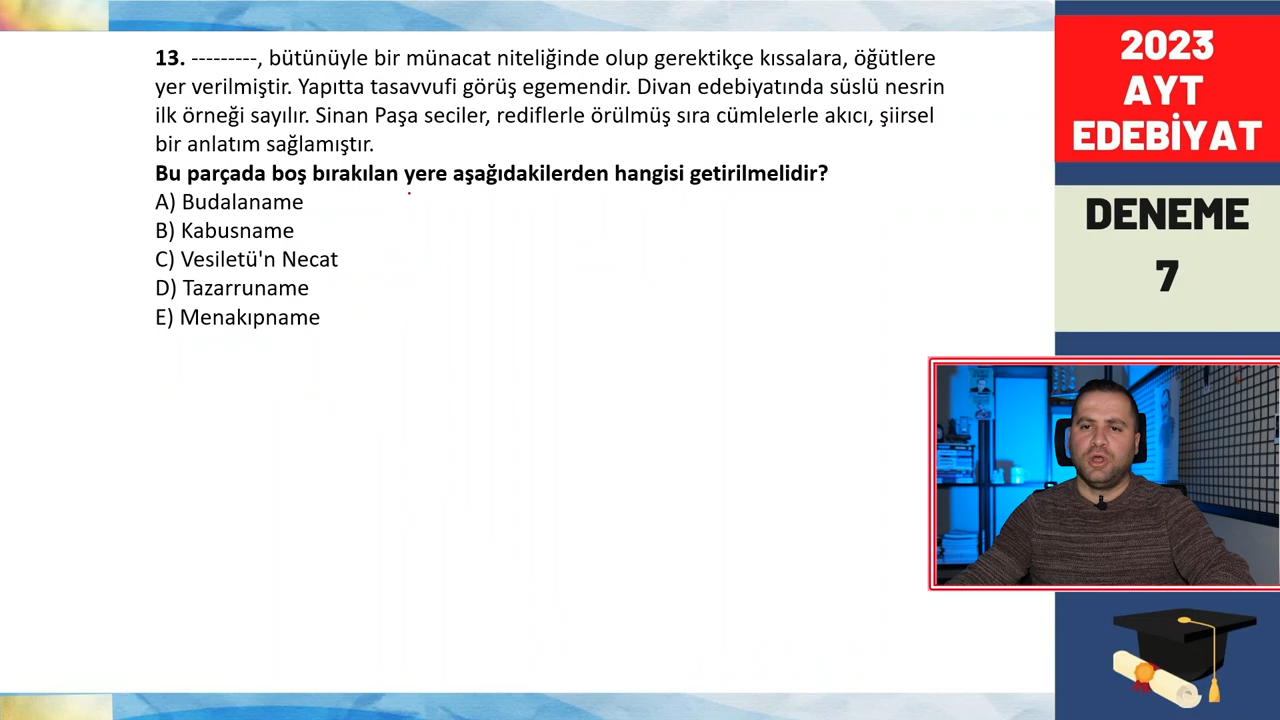 13. ---------, bütünüyle bir münacat niteliğinde olup gerektikçe kıssalara, öğütlere
yer verilmiştir. Yapıtta tasavvufi görüş egemendir. Divan edebiyatında süslü nesrin
ilk örneği sayılır. Sinan Paşa seciler, rediflerle örülmüş sıra cümlelerle akıcı, şiirsel
bir anlatım sağlamıştır.
Bu parçada boş bırakılan yere aşağıdakilerden hangisi getirilmelidir?
A) Budalaname
B) Kabusname
C) Vesiletü'n Necat
D) Tazarruname
E) Menakıpname
2023
AYT
EDEBİYAT
DENEME
7